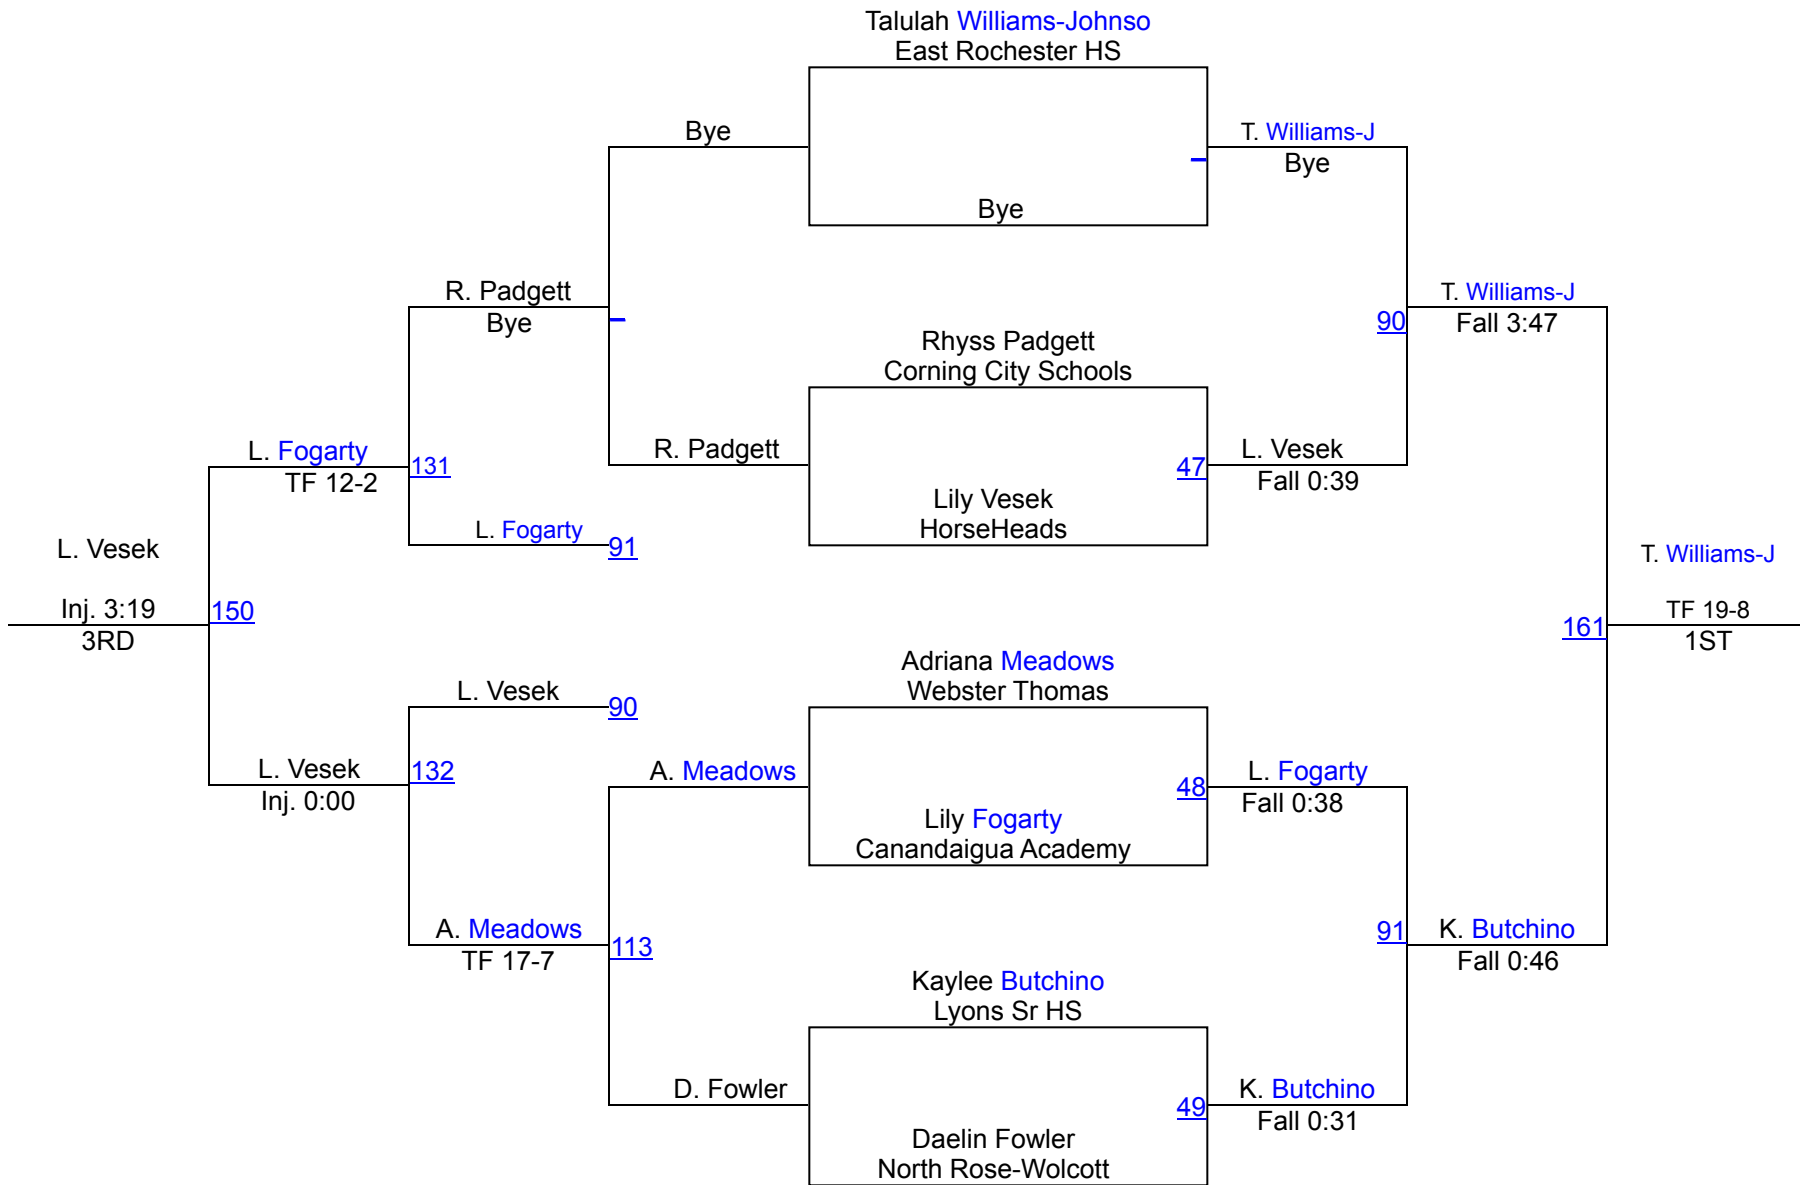 Talulah Williams-Johnso
East Rochester HS
Bye
T. Williams-J
Bye
Bye
R. Padgett
Bye
T. Williams-J
90
Fall 3:47
Rhyss Padgett
Corning City Schools
L. Fogarty
TF 12-2
131
R. Padgett
47
L. Vesek
Fall 0:39
Lily Vesek
HorseHeads
L. Fogarty
91
L. Vesek
Inj. 3:19
3RD
150
T. Williams-J
TF 19-8
1ST
161
Adriana Meadows
Webster Thomas
L. Vesek
90
L. Vesek
Inj. 0:00
132
A. Meadows
48
L. Fogarty
Fall 0:38
Lily Fogarty
Canandaigua Academy
A. Meadows
TF 17-7
113
91
K. Butchino
Fall 0:46
Kaylee Butchino
Lyons Sr HS
D. Fowler
49
K. Butchino
Fall 0:31
Daelin Fowler
North Rose-Wolcott